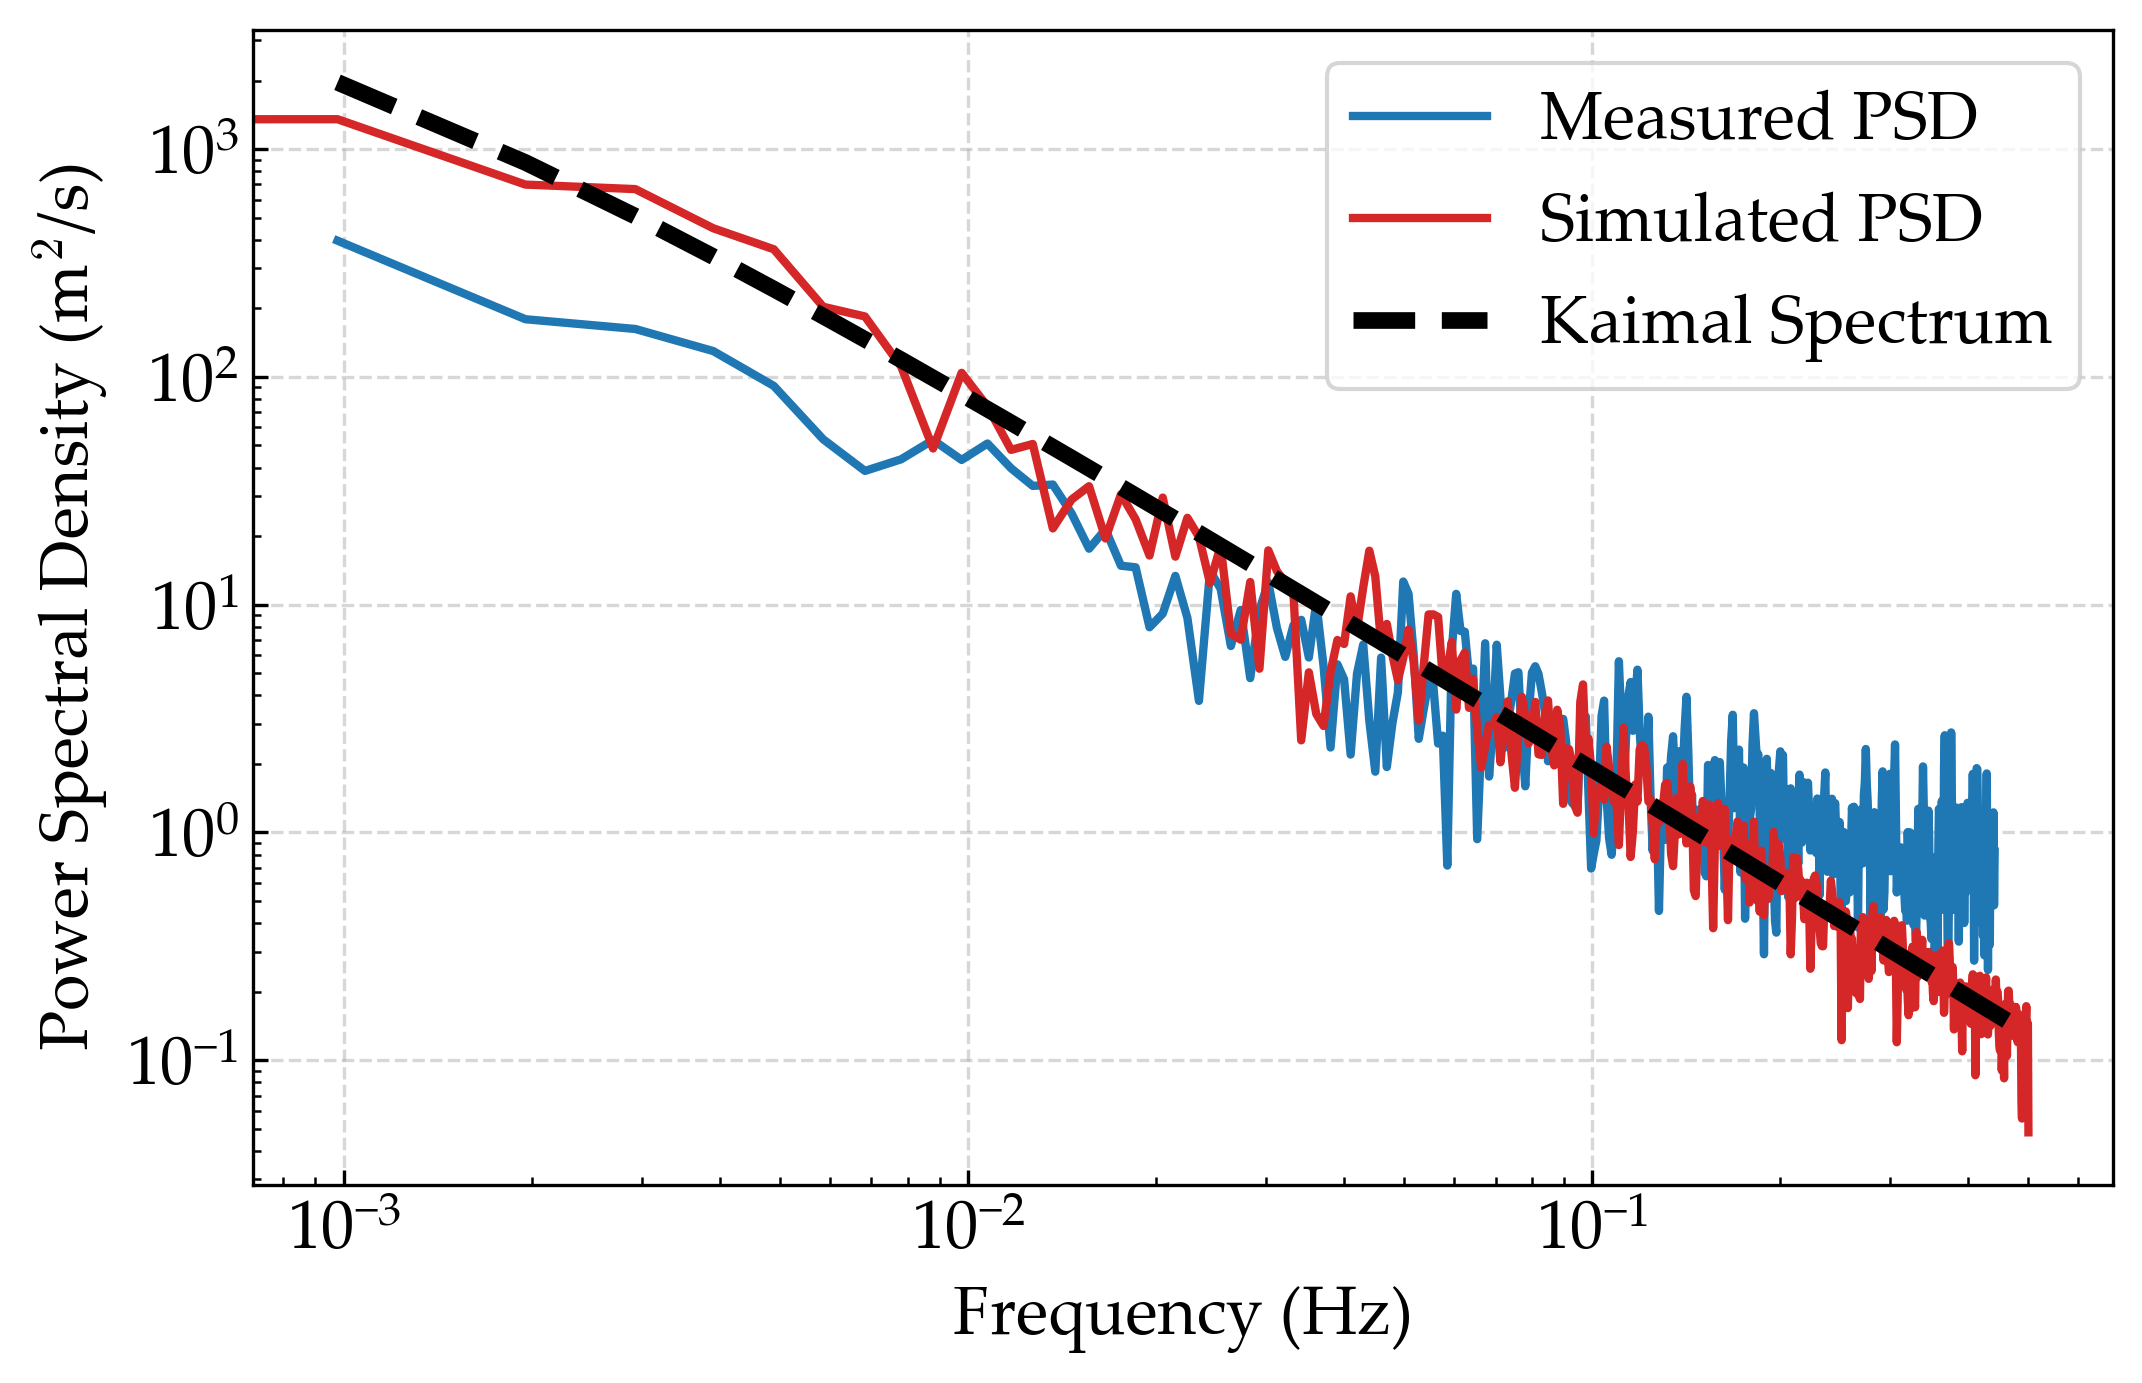 Power Spectral Density (m²/s)
10³
10²
10¹
10⁰
10⁻¹
Measured PSD
Simulated PSD
Kaimal Spectrum
10⁻³ 10⁻² 10⁻¹
Frequency (Hz)